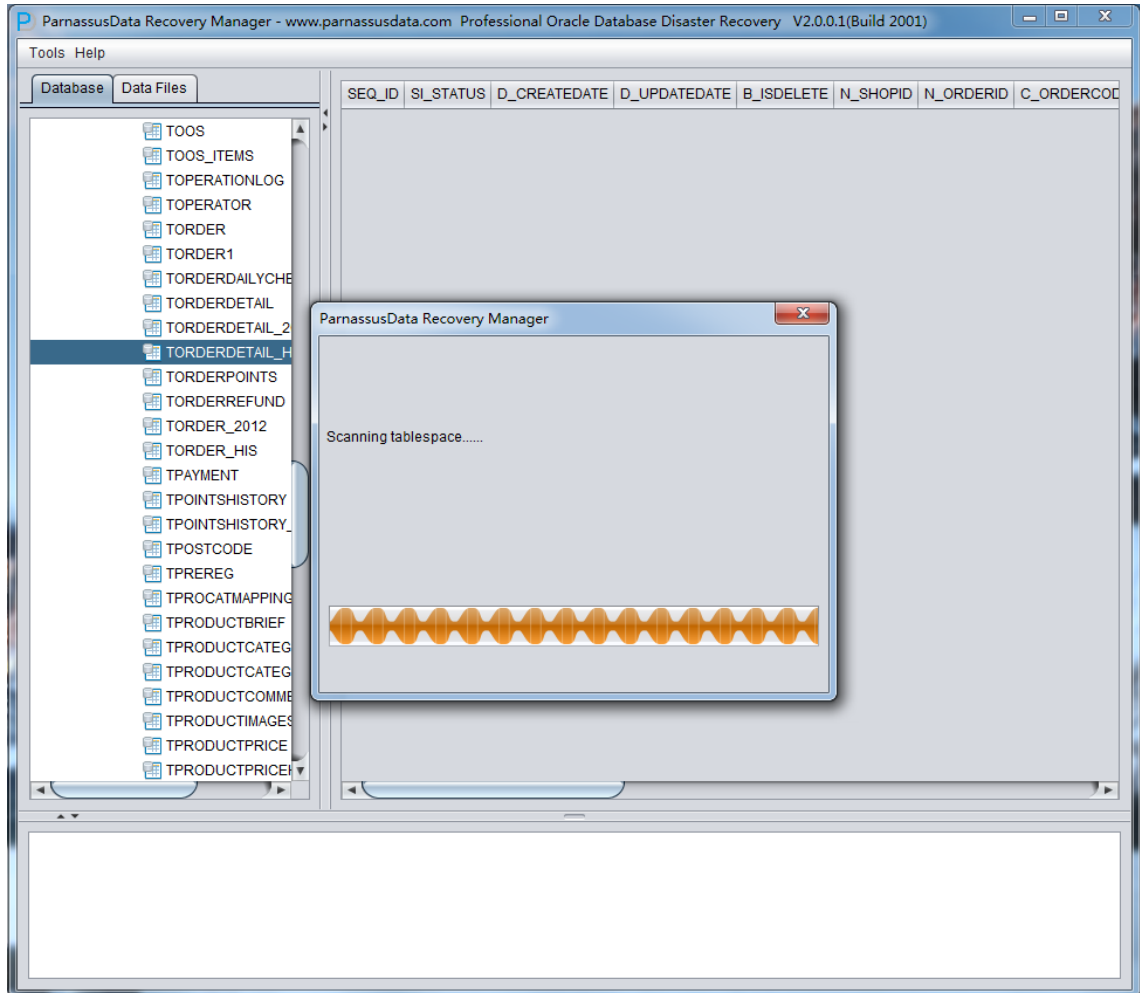 ParnassusData Recovery Manager - www.parnassusdata.com Professional Oracle Database Disaster Recovery V2.0.0.1(Build 2001)
Tools Help
Database Data Files
SEQ_ID SI_STATUS D_CREATEDATE D_UPDATEDATE B_ISDELETE N_SHOPID N_ORDERID C_ORDERCOD
TOOS
TOOS_ITEMS
TOPERATIONLOG
TOPERATOR
TORDER
TORDER1
TORDERDAILYCHE
TORDERDETAIL
TORDERDETAIL_2
TORDERDETAIL_H
TORDERPOINTS
TORDERREFUND
TORDER_2012
TORDER_HIS
TPAYMENT
TPOINTSHISTORY
TPOINTSHISTORY_
TPOSTCODE
TPREREG
TPROCATMAPPING
TPRODUCTBRIEF
TPRODUCTCATEG
TPRODUCTCATEG
TPRODUCTCOMME
TPRODUCTIMAGES
TPRODUCTPRICE
TPRODUCTPRICEH
ParnassusData Recovery Manager
Scanning tablespace......